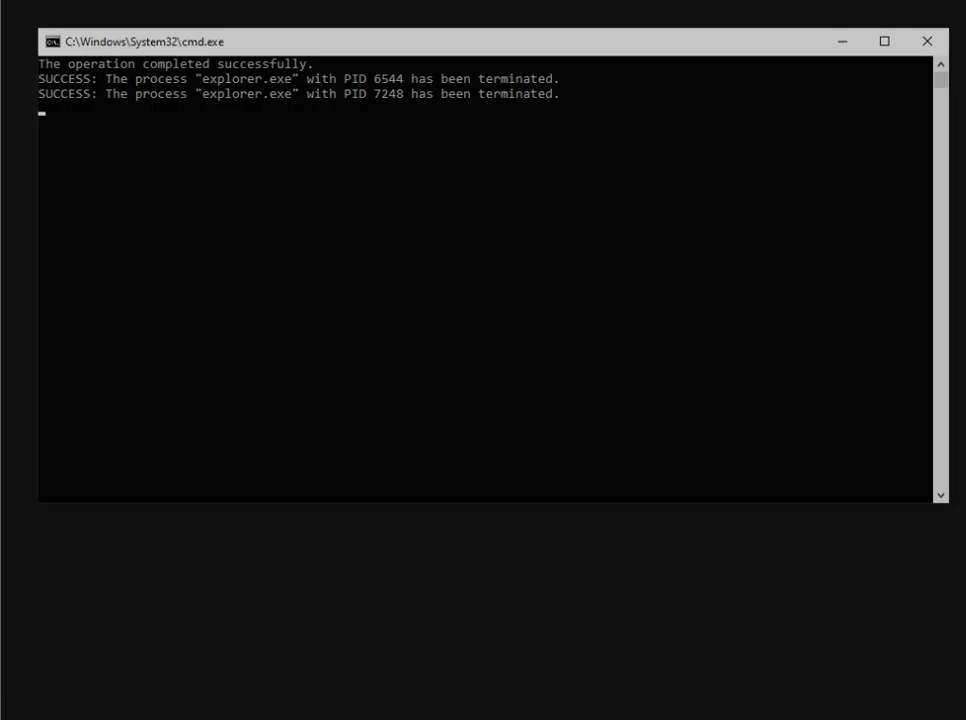 C:\Windows\System32\cmd.exe
The operation completed successfully.
SUCCESS: The process "explorer.exe" with PID 6544 has been terminated.
SUCCESS: The process "explorer.exe" with PID 7248 has been terminated.